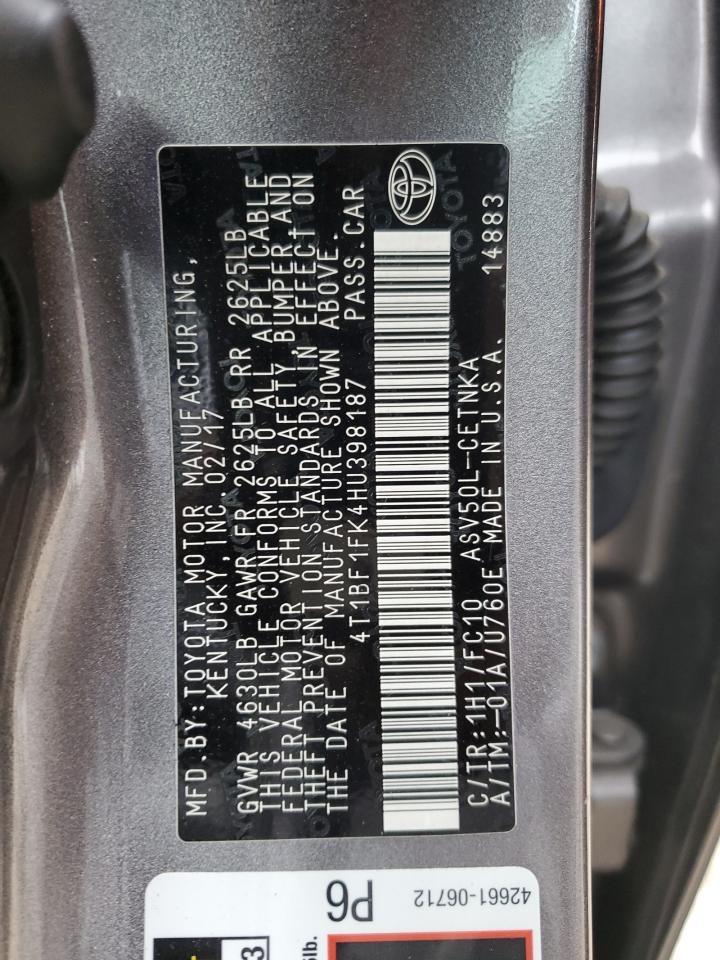 MFD.BY:TOYOTA MOTOR MANUFACTURING,
KENTUCKY,INC. 02/17
GVWR 4630LB GAWR FR 2625LB RR 2625LB
THIS VEHICLE CONFORMS TO ALL APPLICABLE
FEDERAL MOTOR VEHICLE SAFETY, BUMPER,AND
THEFT PREVENTION STANDARDS IN EFFECT ON
THE DATE OF MANUFACTURE SHOWN ABOVE.
4T1BF1FK4HU398187 PASS.CAR
C/TR:1H1/FC10 ASV50L-CETNKA
A/TM:-01A/U760E MADE IN U.S.A. 14883
TOYOTA
P6
42661-06712
3
lb.